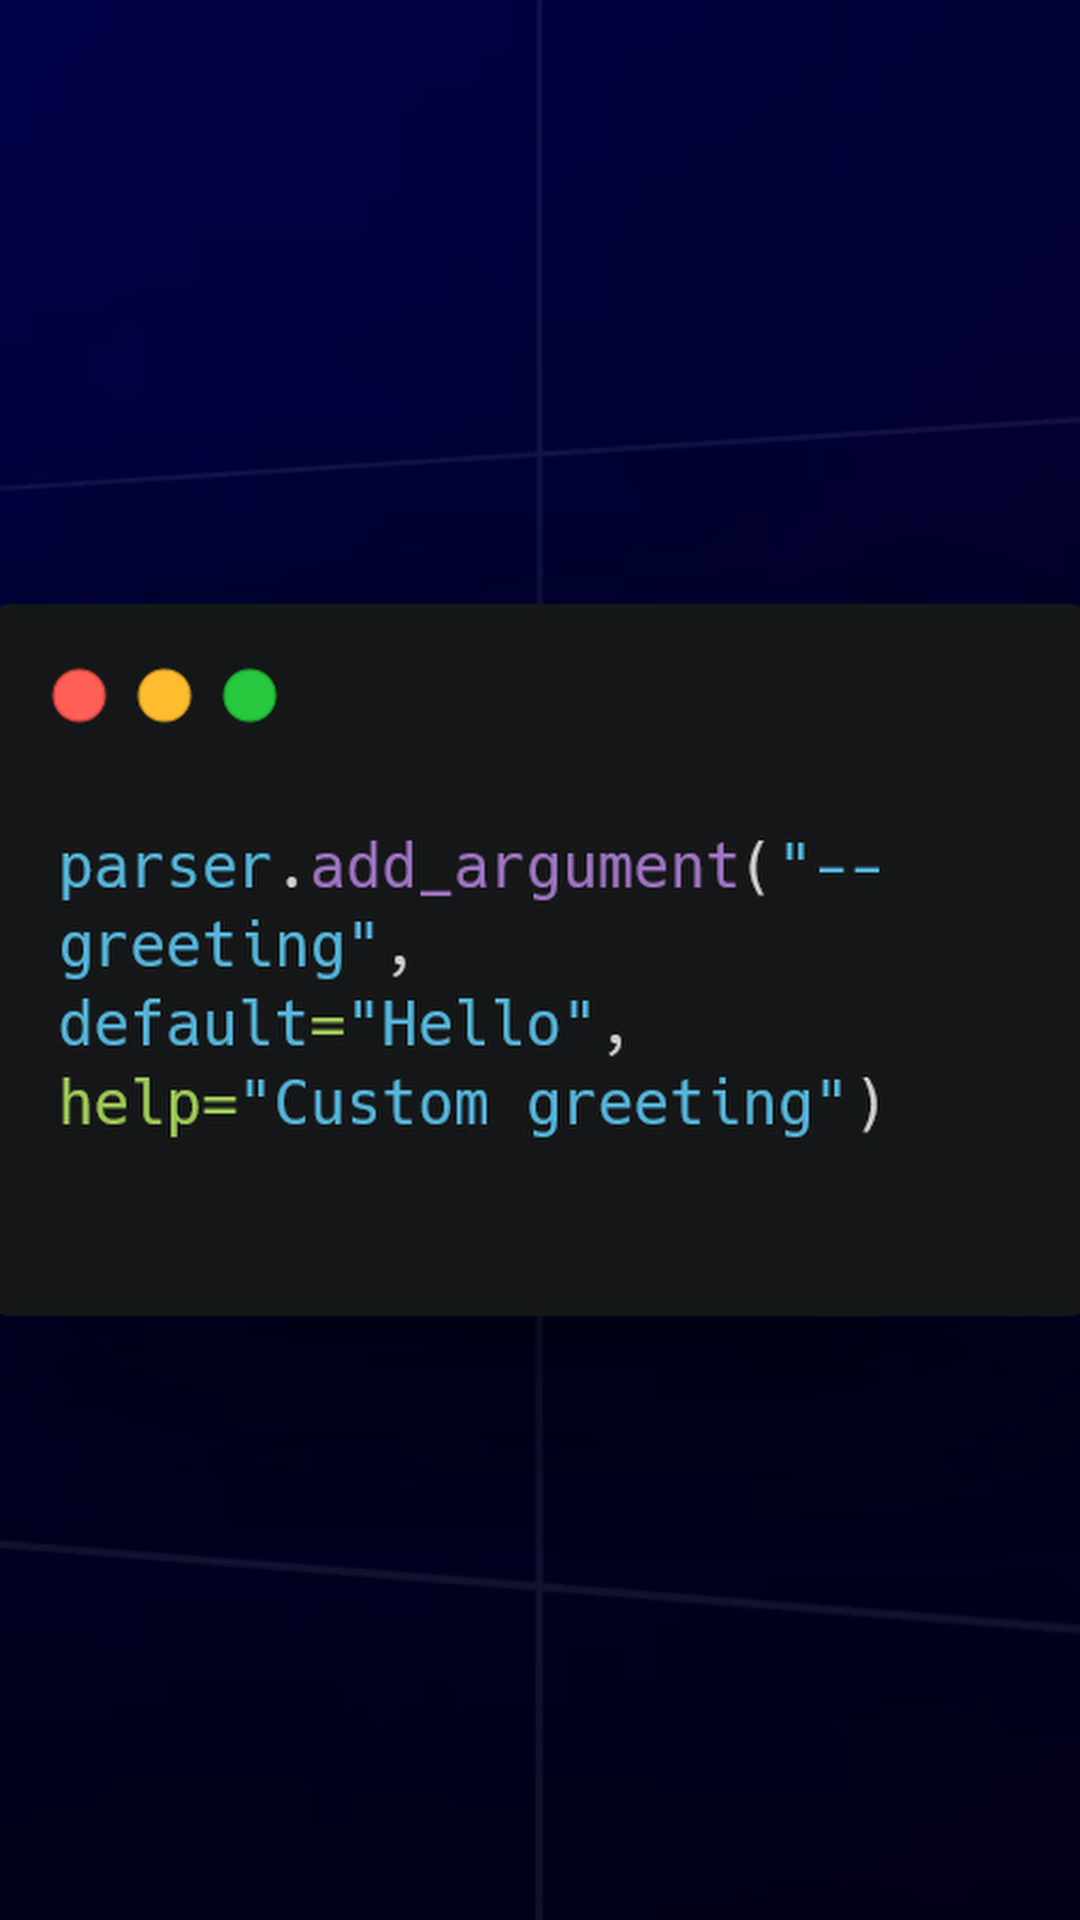 parser.add_argument("--
greeting",
default="Hello",
help="Custom greeting")